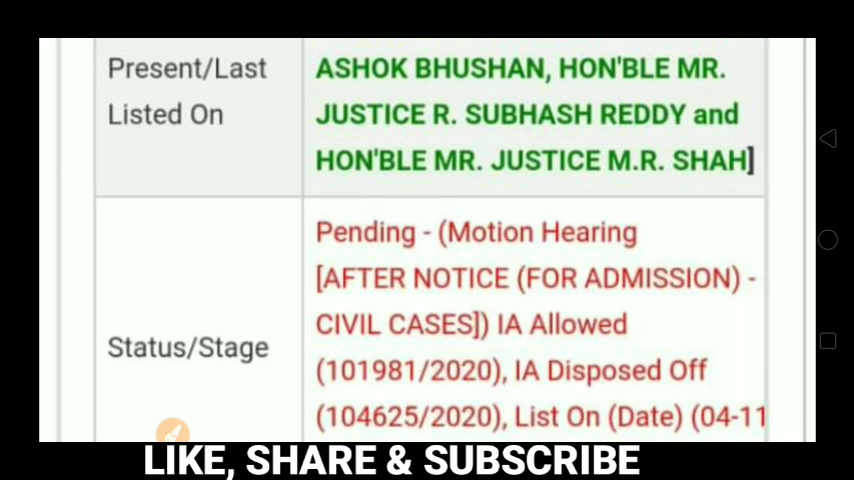 Present/Last
Listed On
ASHOK BHUSHAN, HON'BLE MR.
JUSTICE R. SUBHASH REDDY and
HON'BLE MR. JUSTICE M.R. SHAH]
Status/Stage
Pending - (Motion Hearing
[AFTER NOTICE (FOR ADMISSION) -
CIVIL CASES]) IA Allowed
(101981/2020), IA Disposed Off
(104625/2020), List On (Date) (04-11
LIKE, SHARE & SUBSCRIBE